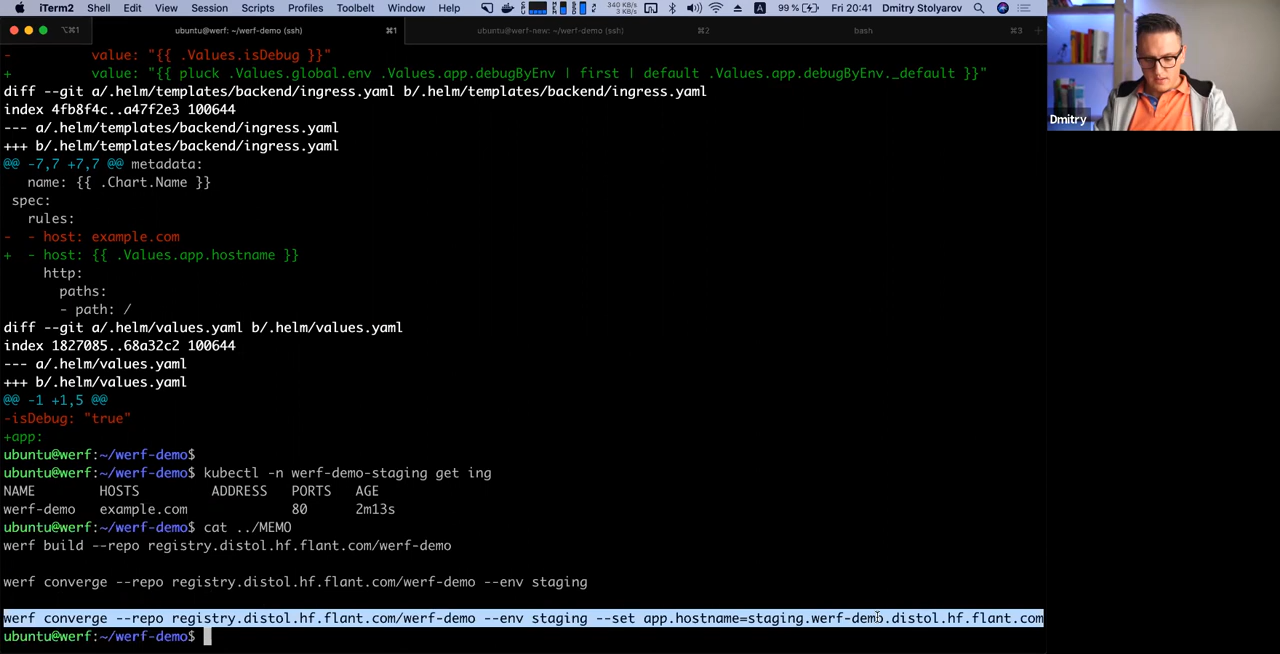 iTerm2 Shell Edit View Session Scripts Profiles Toolbelt Window Help 340 KB/s 3 KB/s A 99 % Fri 20:41 Dmitry Stolyarov
⌥⌘1 ubuntu@werf: ~/werf-demo (ssh) ⌘1 ubuntu@werf-new: ~/werf-demo (ssh) ⌘2 bash ⌘3 +
- value: "{{ .Values.isDebug }}"
+ value: "{{ pluck .Values.global.env .Values.app.debugByEnv | first | default .Values.app.debugByEnv._default }}"
diff --git a/.helm/templates/backend/ingress.yaml b/.helm/templates/backend/ingress.yaml
index 4fb8f4c..a47f2e3 100644
--- a/.helm/templates/backend/ingress.yaml
+++ b/.helm/templates/backend/ingress.yaml
@@ -7,7 +7,7 @@ metadata:
name: {{ .Chart.Name }}
spec:
rules:
- - host: example.com
+ - host: {{ .Values.app.hostname }}
http:
paths:
- path: /
diff --git a/.helm/values.yaml b/.helm/values.yaml
index 1827085..68a32c2 100644
--- a/.helm/values.yaml
+++ b/.helm/values.yaml
@@ -1 +1,5 @@
-isDebug: "true"
+app:
ubuntu@werf:~/werf-demo$
ubuntu@werf:~/werf-demo$ kubectl -n werf-demo-staging get ing
NAME HOSTS ADDRESS PORTS AGE
werf-demo example.com 80 2m13s
ubuntu@werf:~/werf-demo$ cat ../MEMO
werf build --repo registry.distol.hf.flant.com/werf-demo
werf converge --repo registry.distol.hf.flant.com/werf-demo --env staging
werf converge --repo registry.distol.hf.flant.com/werf-demo --env staging --set app.hostname=staging.werf-demo.distol.hf.flant.com
ubuntu@werf:~/werf-demo$
Dmitry